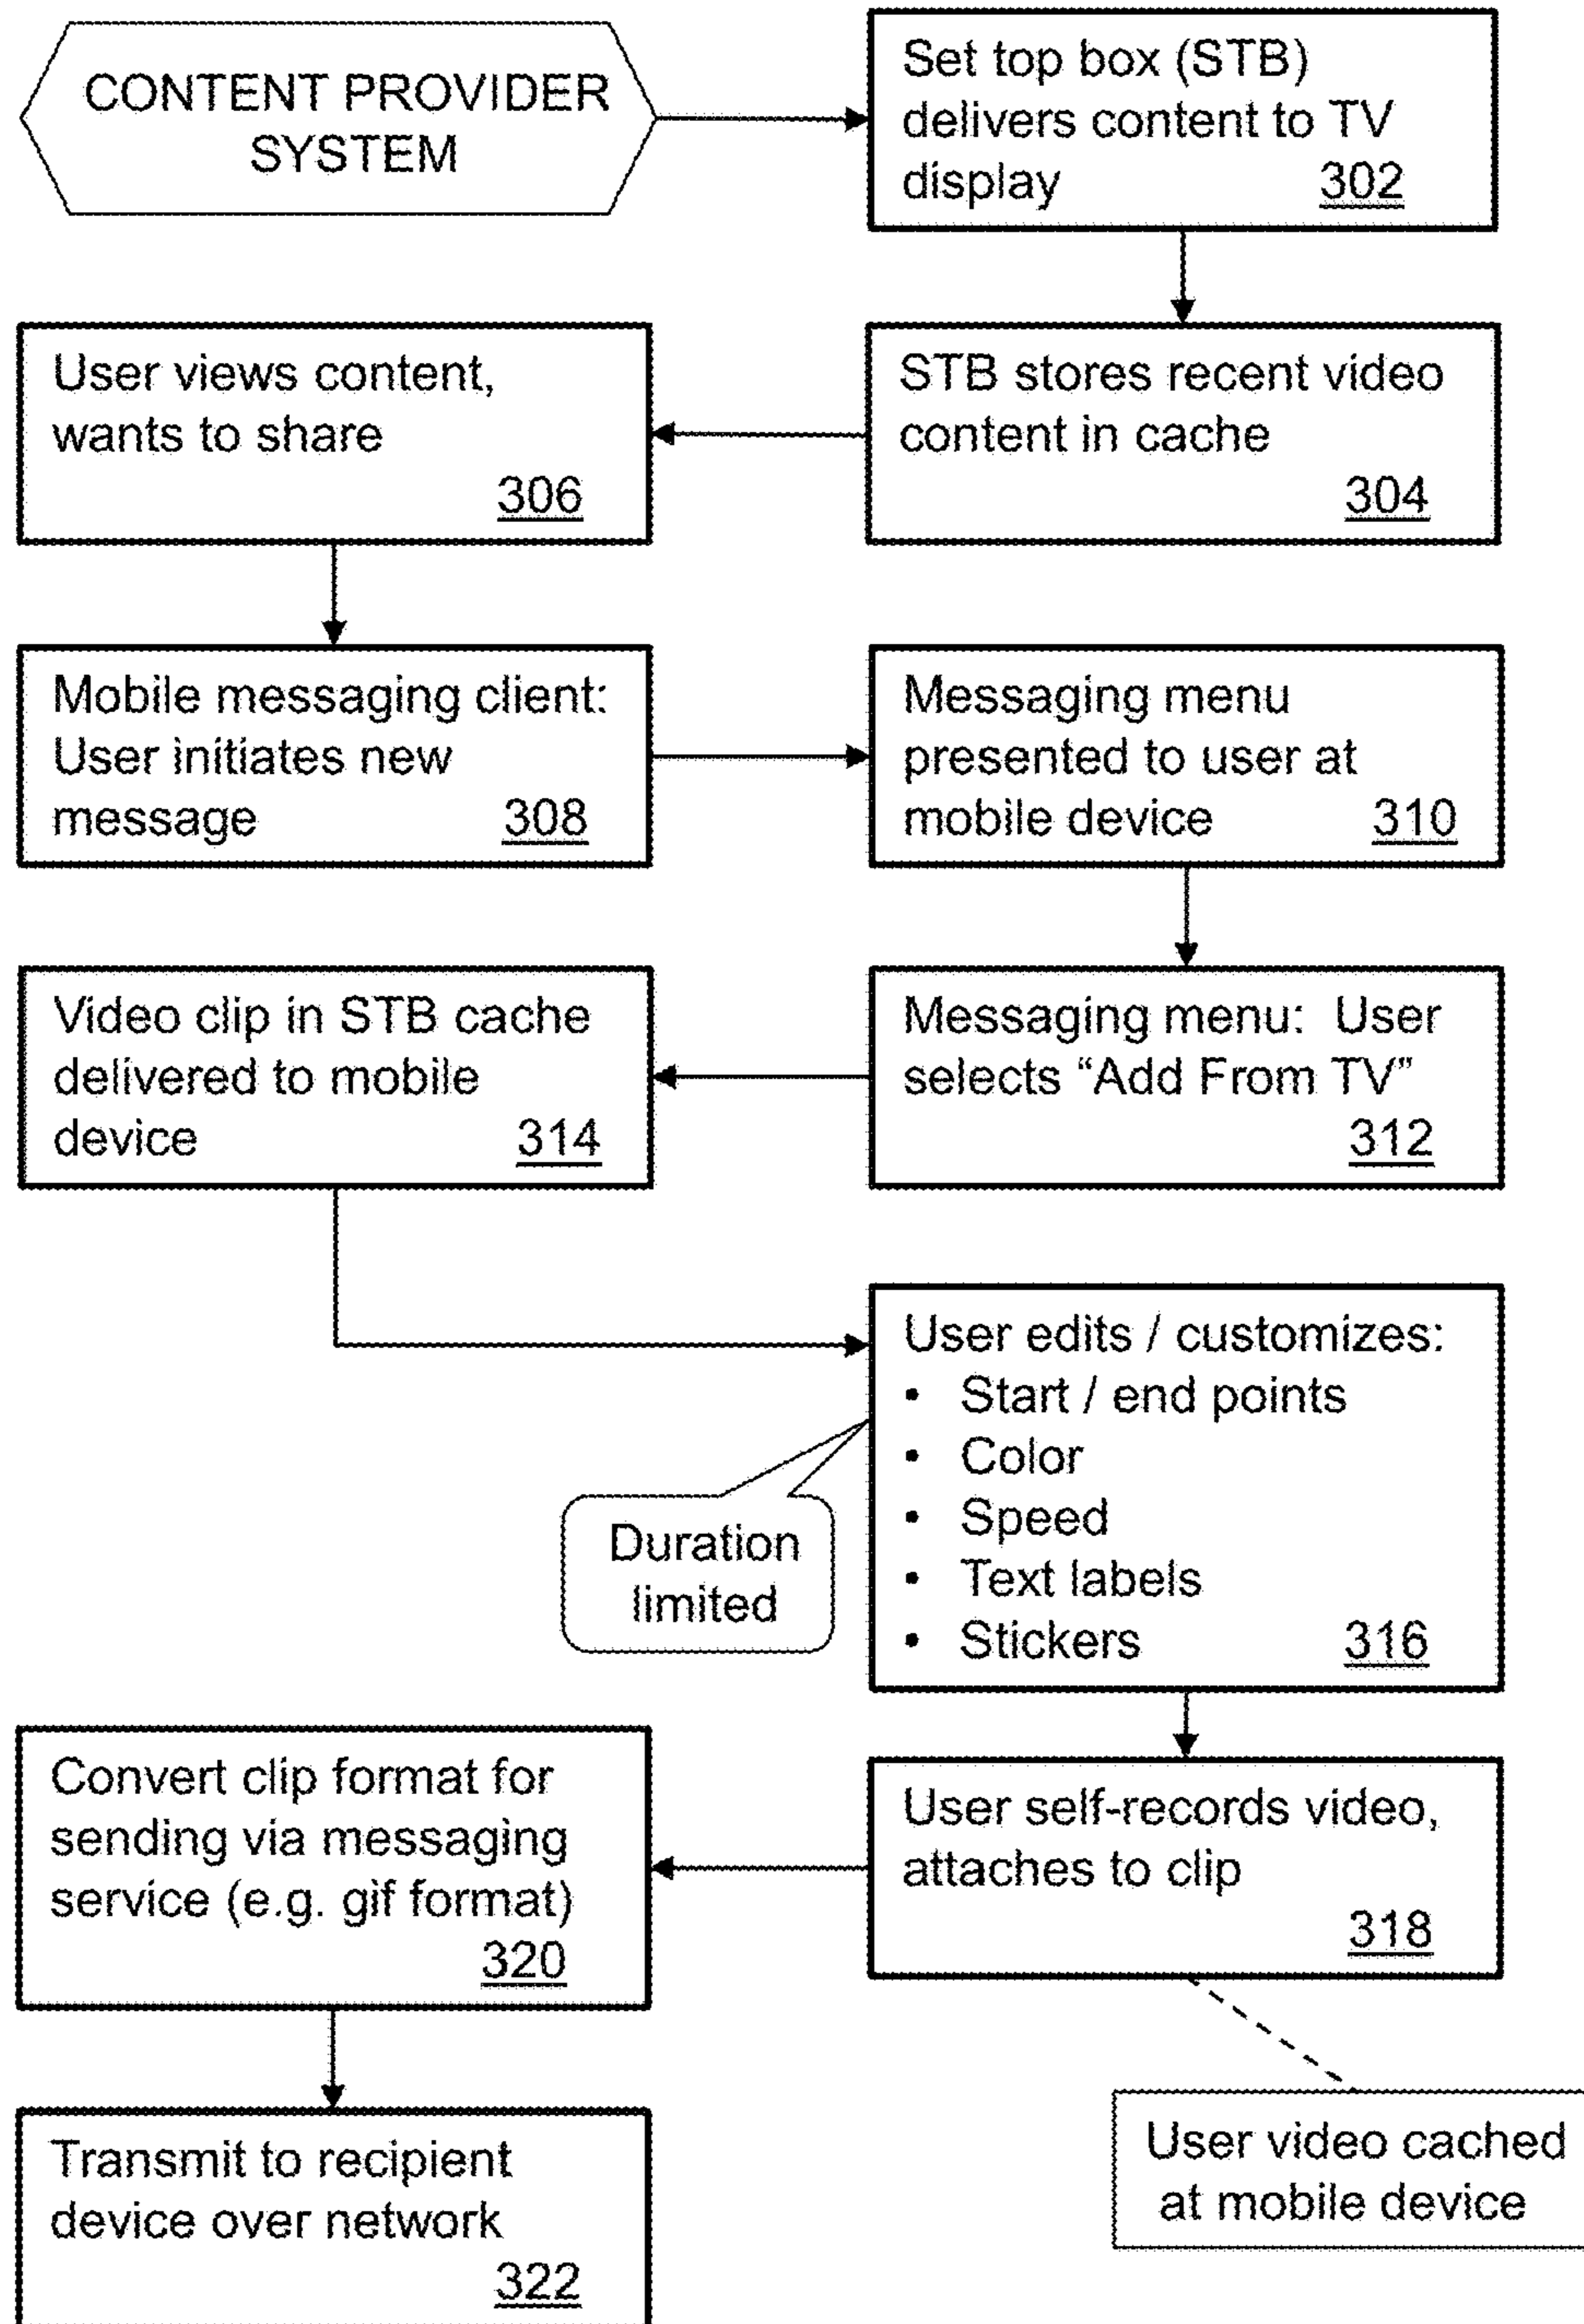 CONTENT PROVIDER
SYSTEM
Set top box (STB)
delivers content to TV
display 302
STB stores recent video
content in cache
304
User views content,
wants to share
306
Mobile messaging client:
User initiates new
message 308
Messaging menu
presented to user at
mobile device 310
Messaging menu: User
selects “Add From TV”
312
Video clip in STB cache
delivered to mobile
device 314
User edits / customizes:
• Start / end points
• Color
• Speed
• Text labels
• Stickers 316
Duration
limited
User self-records video,
attaches to clip
318
User video cached
at mobile device
Convert clip format for
sending via messaging
service (e.g. gif format)
320
Transmit to recipient
device over network
322